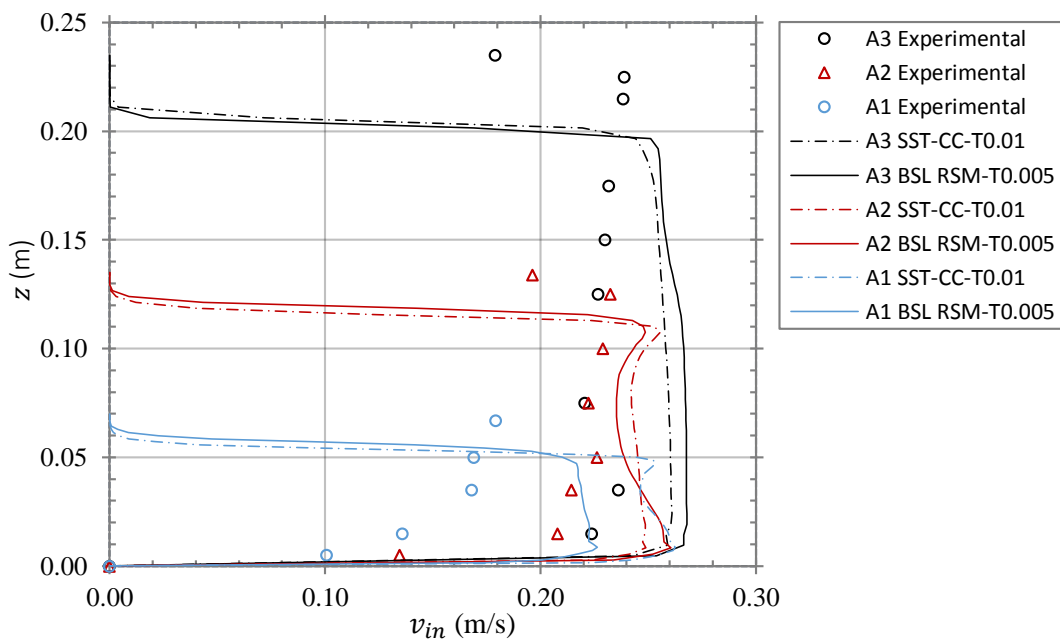 0.25
0.20
0.15
0.10
0.05
0.00
z (m)
0.00 0.10 0.20 0.30
v_in (m/s)
A3 Experimental
A2 Experimental
A1 Experimental
A3 SST-CC-T0.01
A3 BSL RSM-T0.005
A2 SST-CC-T0.01
A2 BSL RSM-T0.005
A1 SST-CC-T0.01
A1 BSL RSM-T0.005